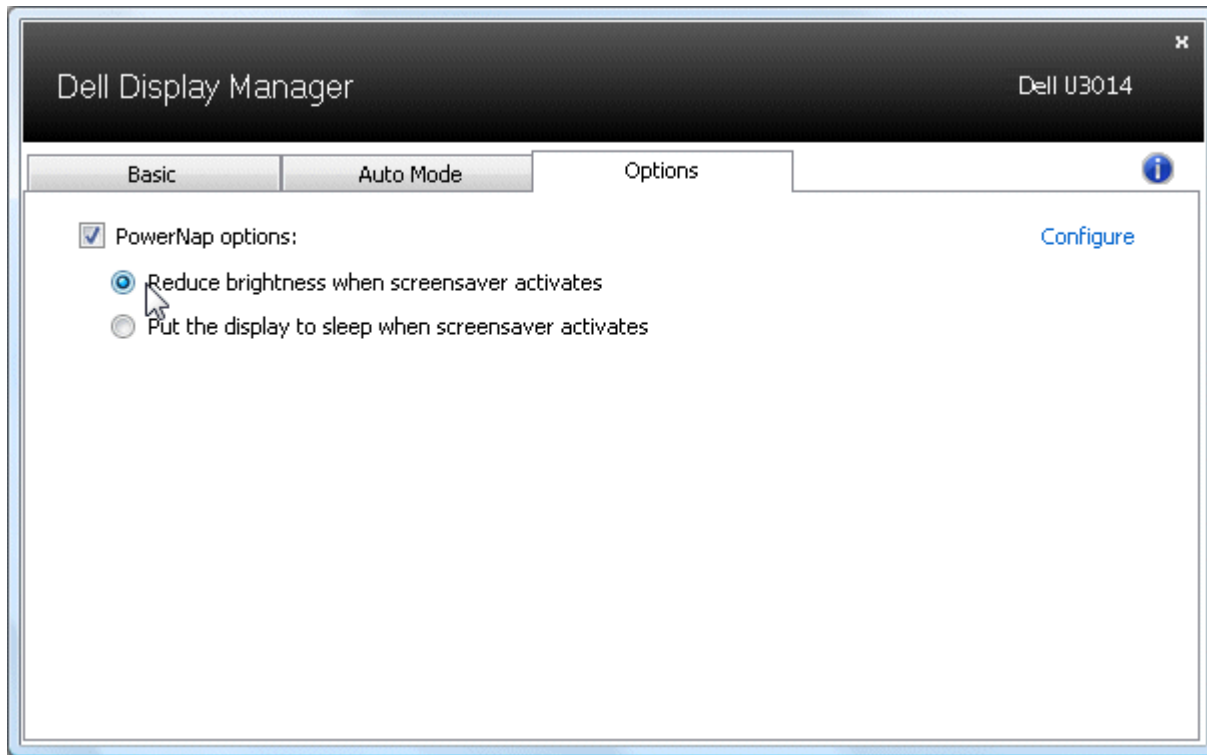 x
Dell Display Manager
Dell U3014
Basic
Auto Mode
Options
i
PowerNap options:
Configure
Reduce brightness when screensaver activates
Put the display to sleep when screensaver activates